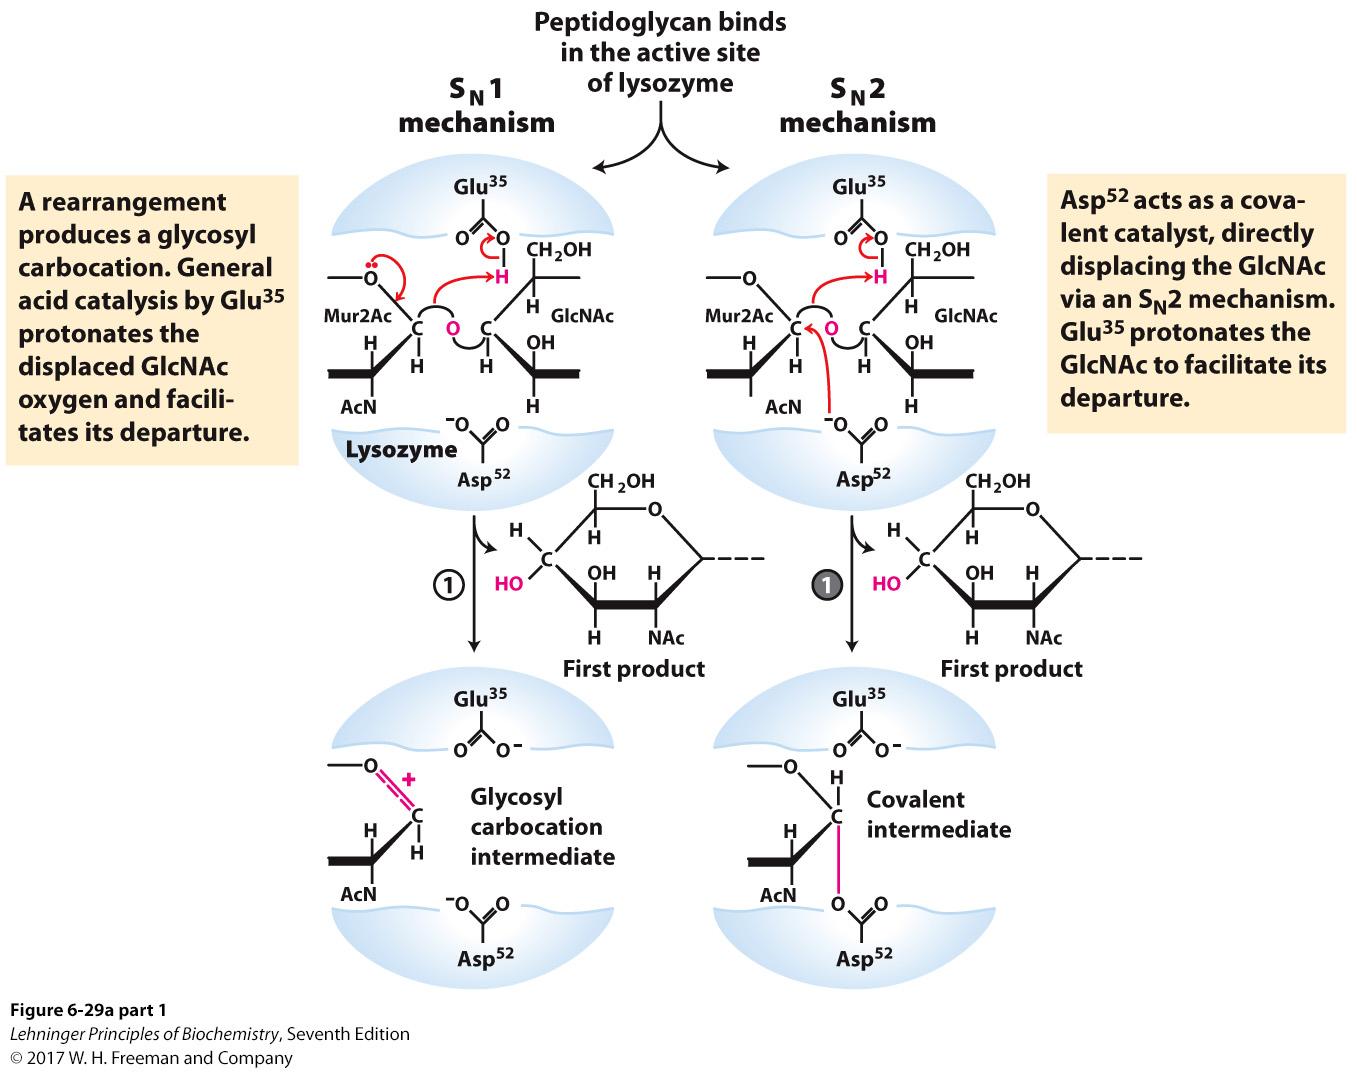 Peptidoglycan binds
in the active site
of lysozyme
SN1
mechanism
SN2
mechanism
A rearrangement
produces a glycosyl
carbocation. General
acid catalysis by Glu35
protonates the
displaced GlcNAc
oxygen and facili-
tates its departure.
Glu35
O O
H
CH2OH
O
H
Mur2Ac
C O C
GlcNAc
H H H OH
AcN
H
-O O
Lysozyme
Asp52
Glu35
O O
H
CH2OH
O
H
Mur2Ac
C O C
GlcNAc
H H H OH
AcN
H
-O O
Asp52
Asp52 acts as a cova-
lent catalyst, directly
displacing the GlcNAc
via an SN2 mechanism.
Glu35 protonates the
GlcNAc to facilitate its
departure.
1
CH2OH
O
H H
C
HO
OH H
H NAc
First product
1
CH2OH
O
H H
C
HO
OH H
H NAc
First product
Glu35
O O-
O +
C
H H
AcN
Glycosyl
carbocation
intermediate
-O O
Asp52
Glu35
O O-
O H
C
H
AcN
Covalent
intermediate
O O
Asp52
Figure 6-29a part 1
Lehninger Principles of Biochemistry, Seventh Edition
© 2017 W. H. Freeman and Company